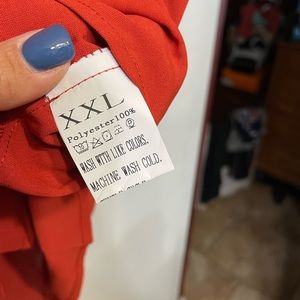 XXL
Polyester100%
WASH WITH LIKE COLORS.
MACHINE WASH COLD.